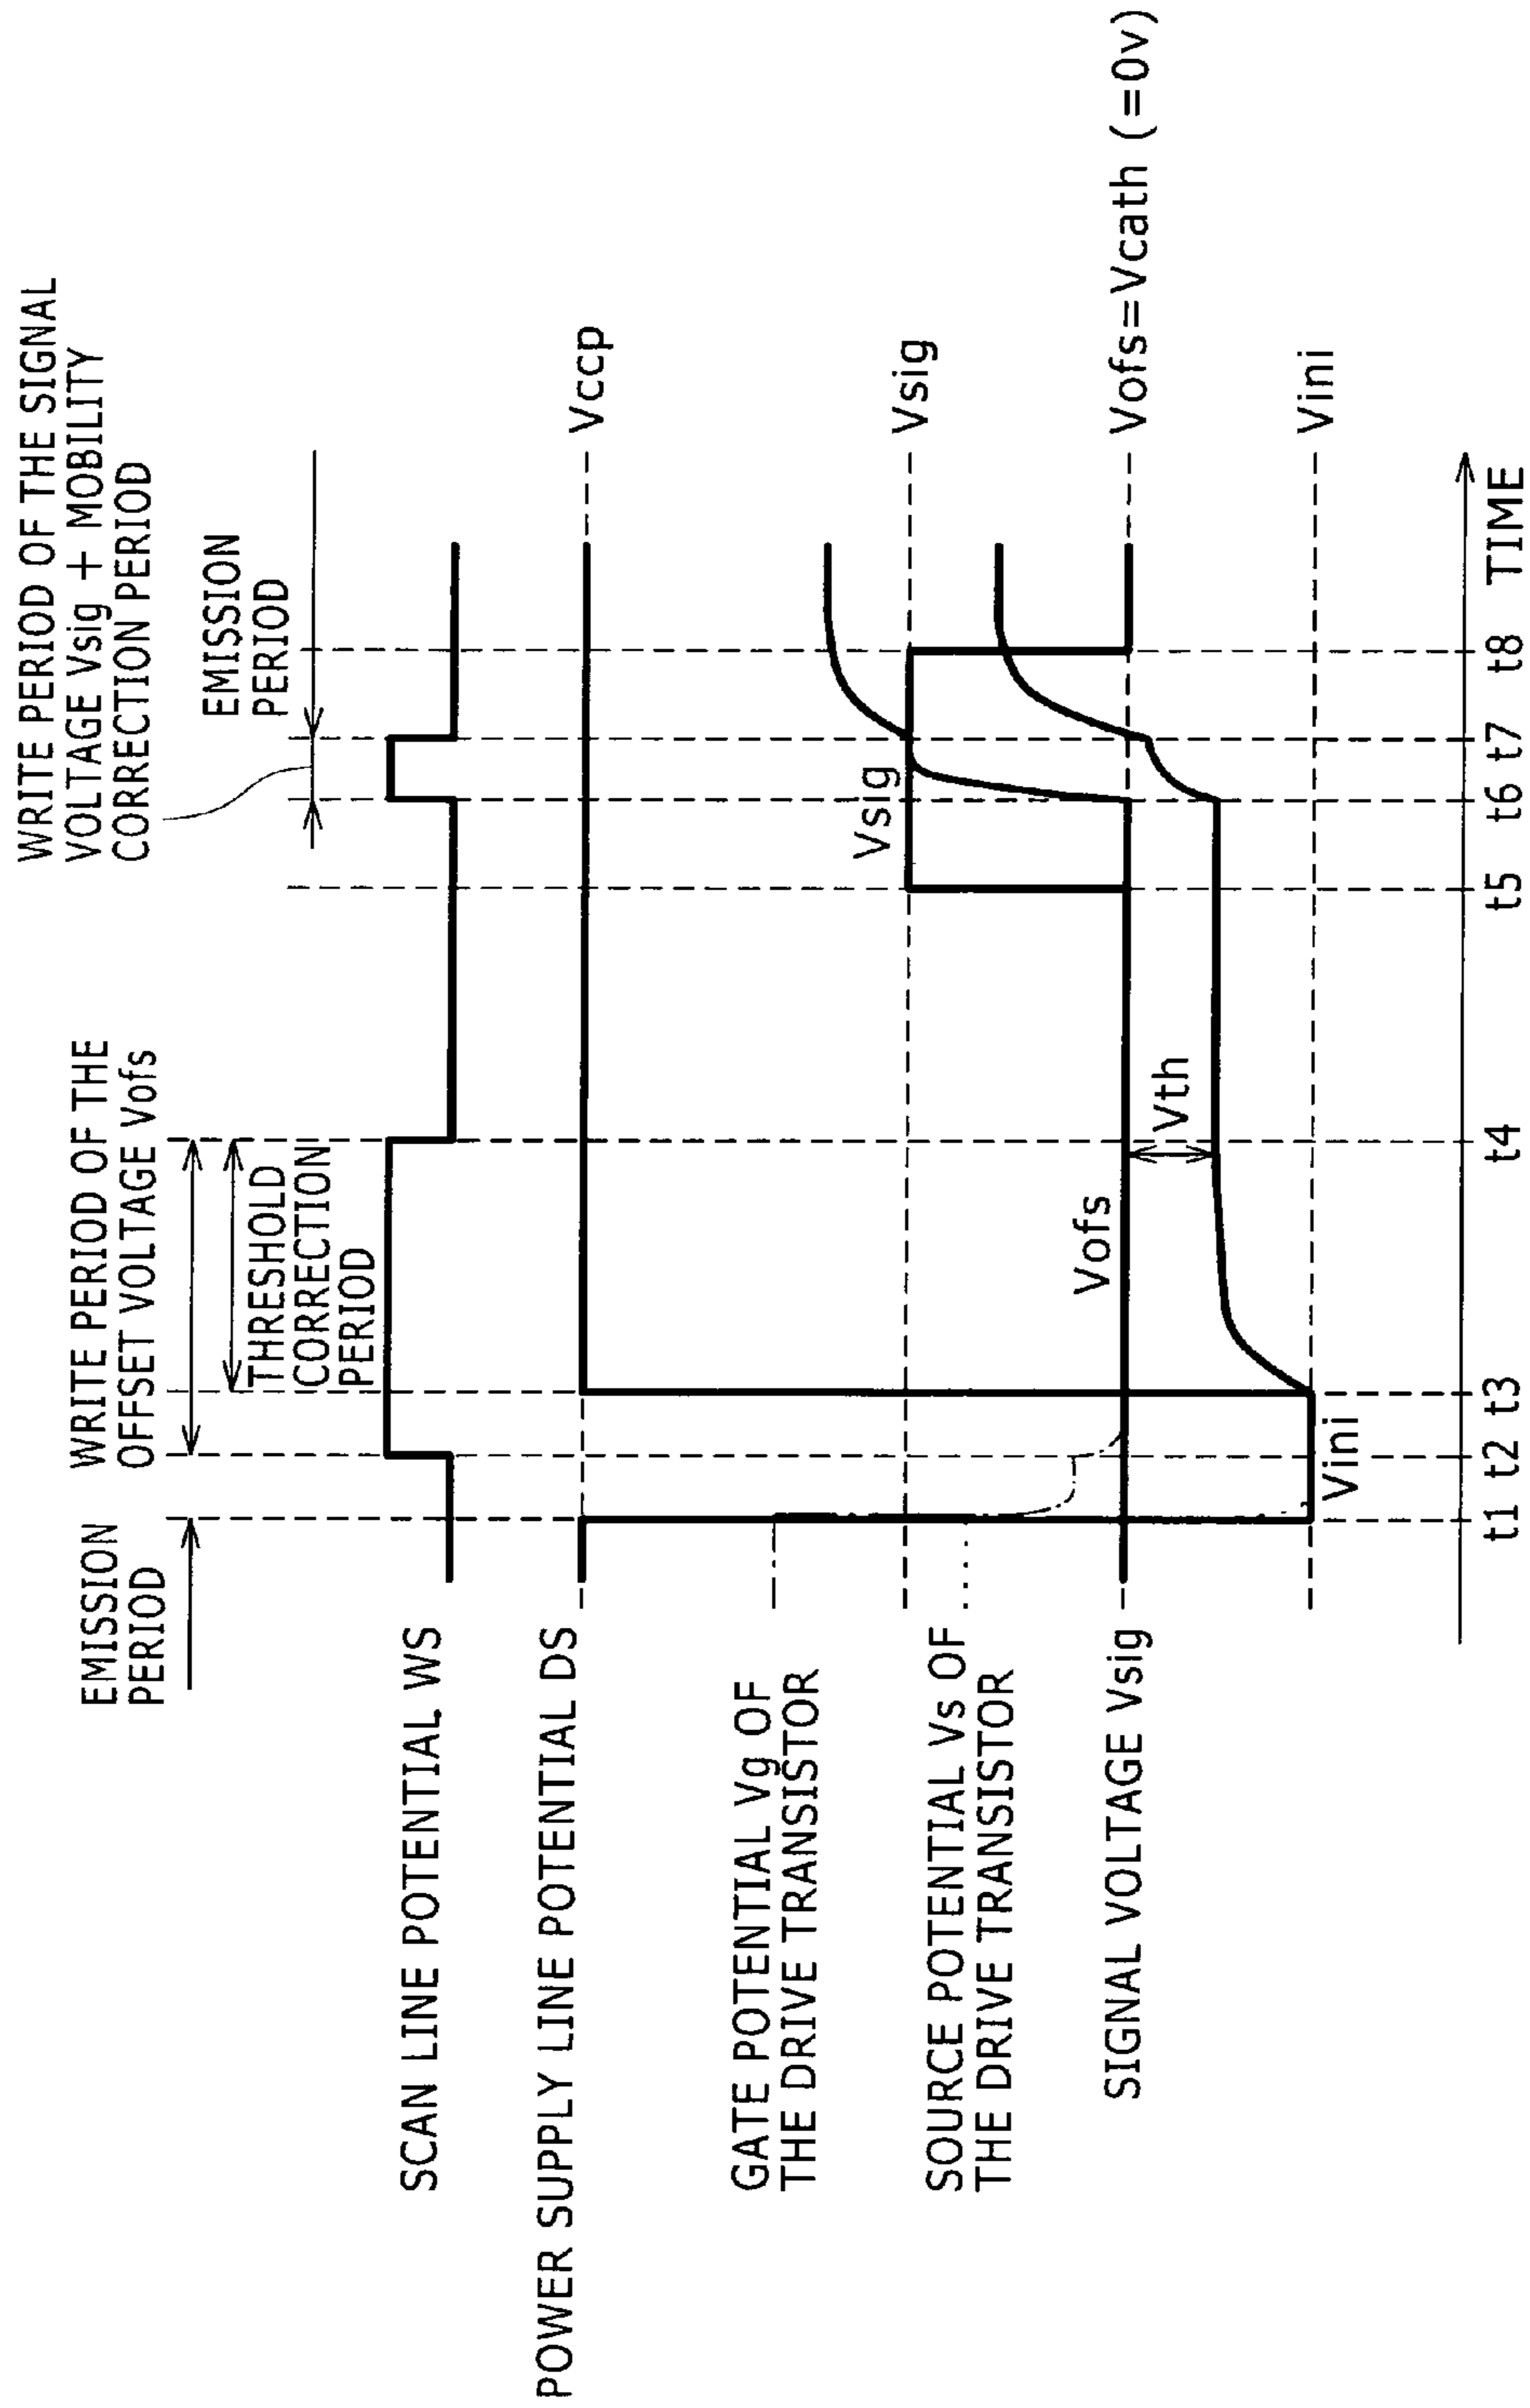 WRITE PERIOD OF THE SIGNAL
VOLTAGE Vsig + MOBILITY
CORRECTION PERIOD
WRITE PERIOD OF THE
OFFSET VOLTAGE Vofs
EMISSION
PERIOD
EMISSION
PERIOD
THRESHOLD
CORRECTION
PERIOD
SCAN LINE POTENTIAL WS
POWER SUPPLY LINE POTENTIAL DS
Vccp
GATE POTENTIAL Vg OF
THE DRIVE TRANSISTOR
Vsig
Vsig
SOURCE POTENTIAL Vs OF
THE DRIVE TRANSISTOR
Vofs
SIGNAL VOLTAGE Vsig
Vofs=Vcath (=0v)
Vth
Vini
Vini
t1 t2 t3 t4 t5 t6 t7 t8 TIME